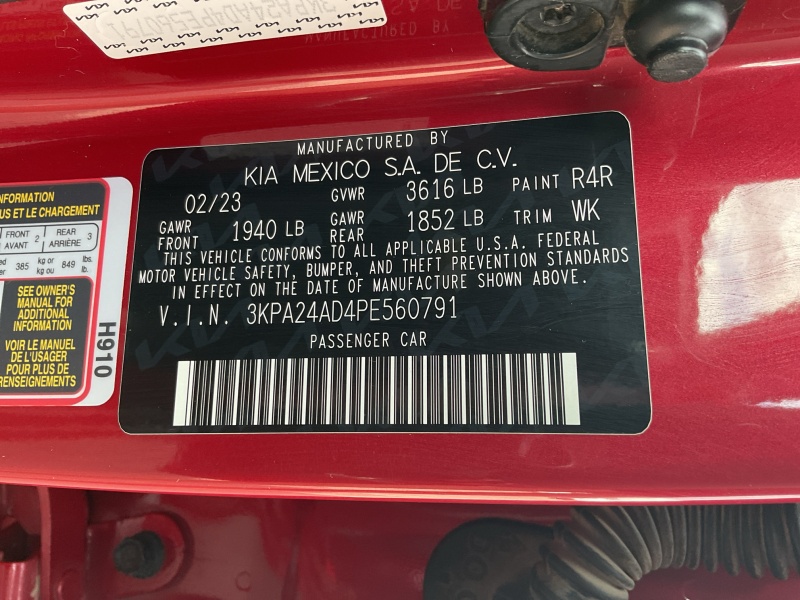 MANUFACTURED BY
KIA MEXICO S.A. DE C.V.
02/23 GVWR 3616 LB PAINT R4R
GAWR FRONT 1940 LB GAWR REAR 1852 LB TRIM WK
THIS VEHICLE CONFORMS TO ALL APPLICABLE U.S.A. FEDERAL
MOTOR VEHICLE SAFETY, BUMPER, AND THEFT PREVENTION STANDARDS
IN EFFECT ON THE DATE OF MANUFACTURE SHOWN ABOVE.
V.I.N. 3KPA24AD4PE560791
PASSENGER CAR
INFORMATION
ET LE CHARGEMENT
FRONT AVANT 2 REAR ARRIÈRE 3
385 kg or kg ou 849 lbs. lb.
SEE OWNER'S
MANUAL FOR
ADDITIONAL
INFORMATION
VOIR LE MANUEL
DE L'USAGER
POUR PLUS DE
RENSEIGNEMENTS
H910